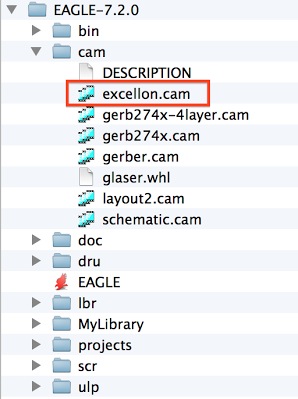 EAGLE-7.2.0
bin
cam
DESCRIPTION
excellon.cam
gerb274x-4layer.cam
gerb274x.cam
gerber.cam
glaser.whl
layout2.cam
schematic.cam
doc
dru
EAGLE
lbr
MyLibrary
projects
scr
ulp